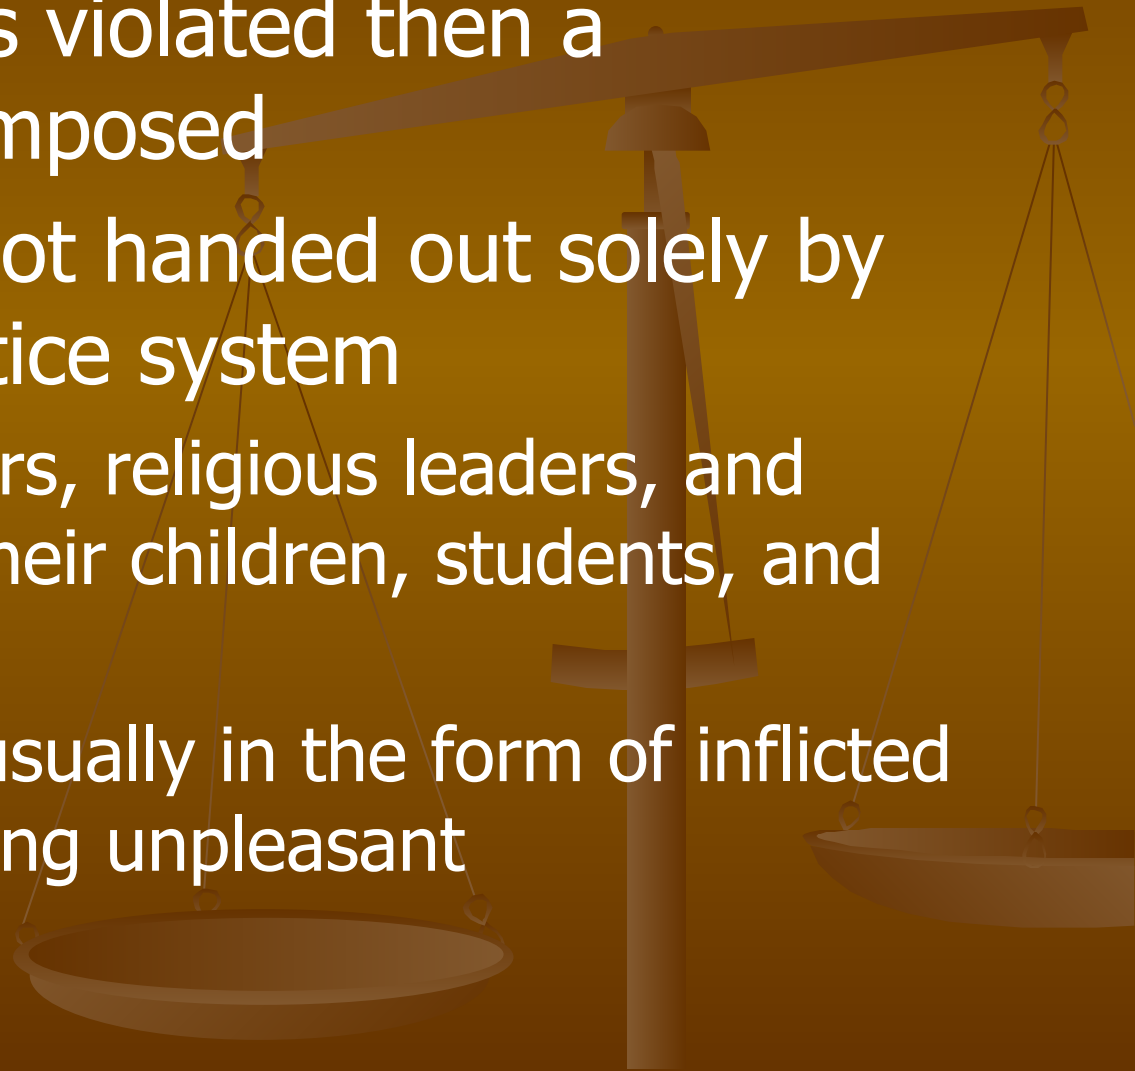 s violated then a
mposed
ot handed out solely by
tice system
rs, religious leaders, and
heir children, students, and
usually in the form of inflicted
ng unpleasant